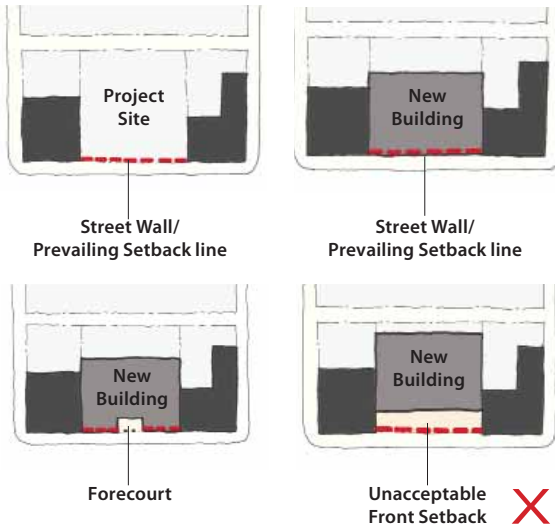 Project
Site
New
Building
Street Wall/
Prevailing Setback line
Street Wall/
Prevailing Setback line
New
Building
New
Building
Forecourt
Unacceptable
Front Setback